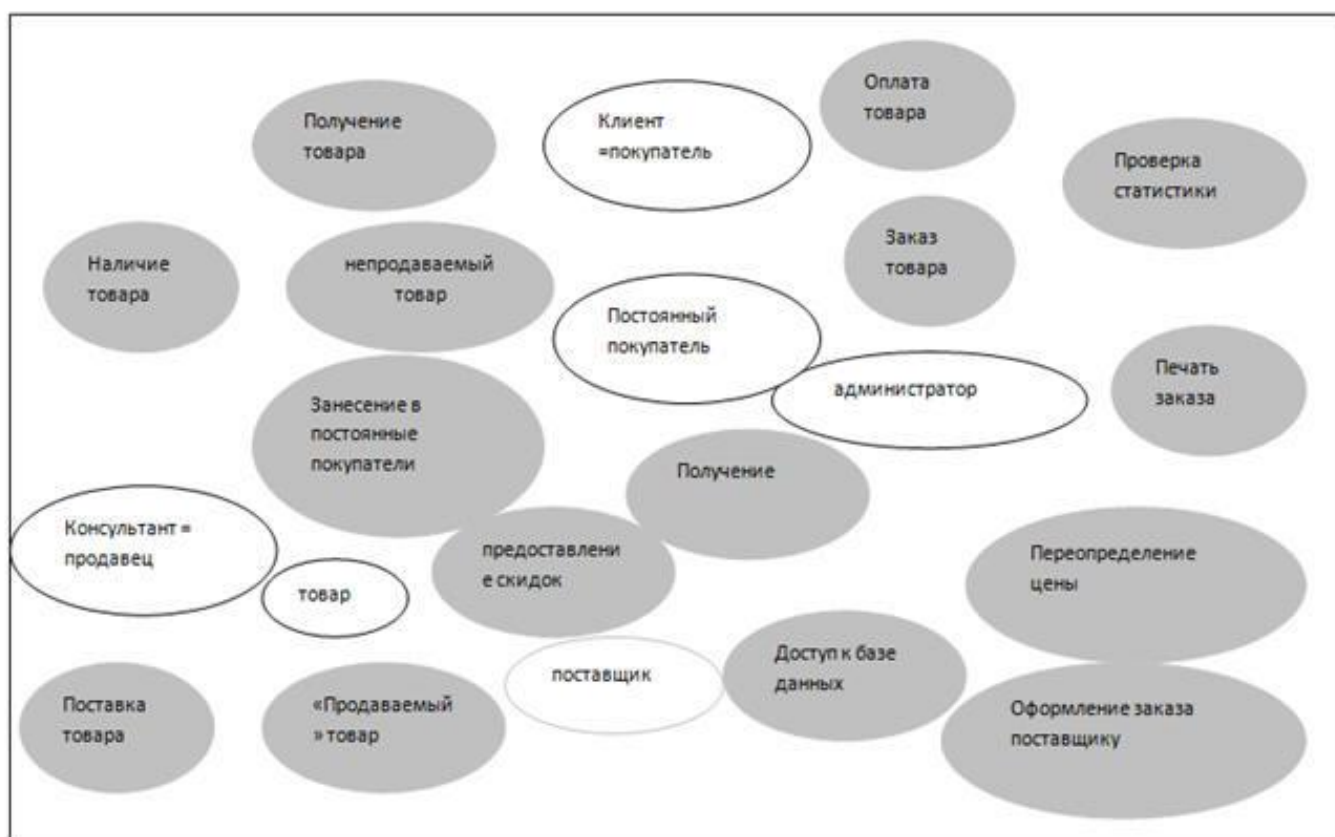 Получение
товара
Клиент
=покупатель
Оплата
товара
Проверка
статистики
Наличие
товара
непродаваемый
товар
Заказ
товара
Постоянный
покупатель
администратор
Печать
заказа
Занесение в
постоянные
покупатели
Получение
Консультант =
продавец
товар
предоставлени
е скидок
Переопределение
цены
поставщик
Доступ к базе
данных
Поставка
товара
«Продаваемый
» товар
Оформление заказа
поставщику